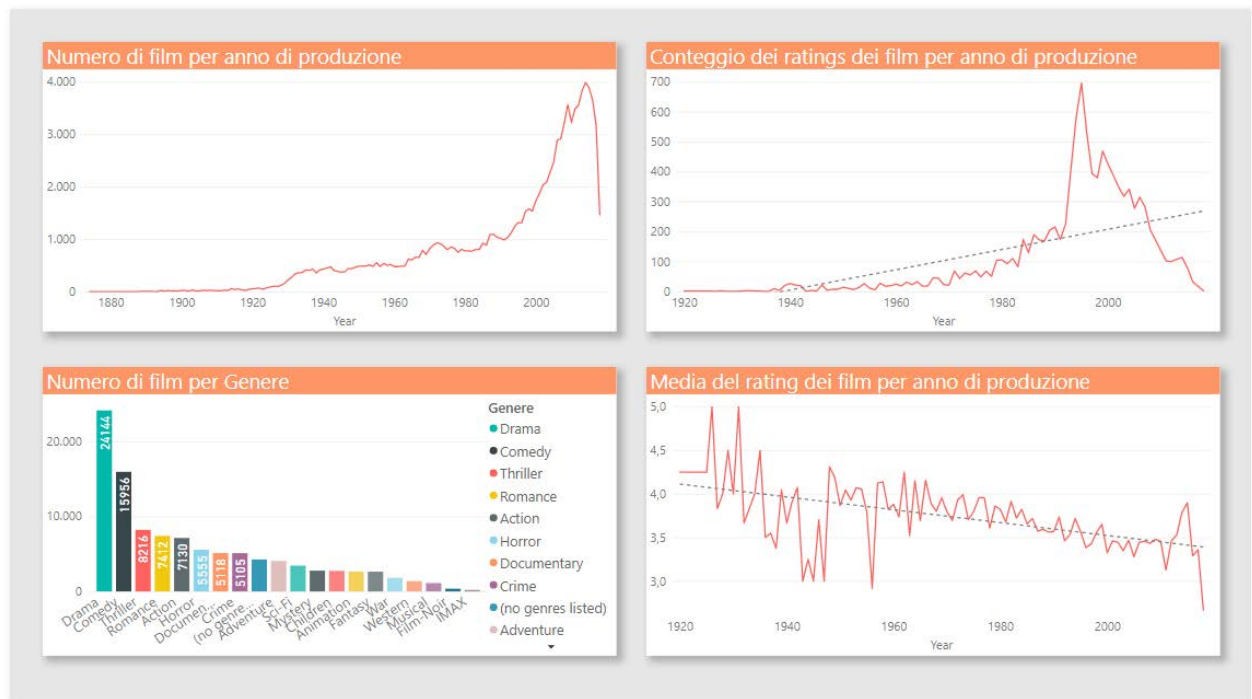 Numero di film per anno di produzione
4.000
3.000
2.000
1.000
0
1880 1900 1920 1940 1960 1980 2000
Year
Conteggio dei ratings dei film per anno di produzione
700
600
500
400
300
200
100
0
1920 1940 1960 1980 2000
Year
Numero di film per Genere
20.000
10.000
0
24144 15956 8216 7412 7130 5555 5118 5105
Drama Comedy Thriller Romance Action Horror Documen... Crime (no genre... Adventure Sci-Fi Mystery Children Animation Fantasy War Western Musical Film-Noir IMAX
Genere
Drama
Comedy
Thriller
Romance
Action
Horror
Documentary
Crime
(no genres listed)
Adventure
Media del rating dei film per anno di produzione
5,0
4,5
4,0
3,5
3,0
1920 1940 1960 1980 2000
Year